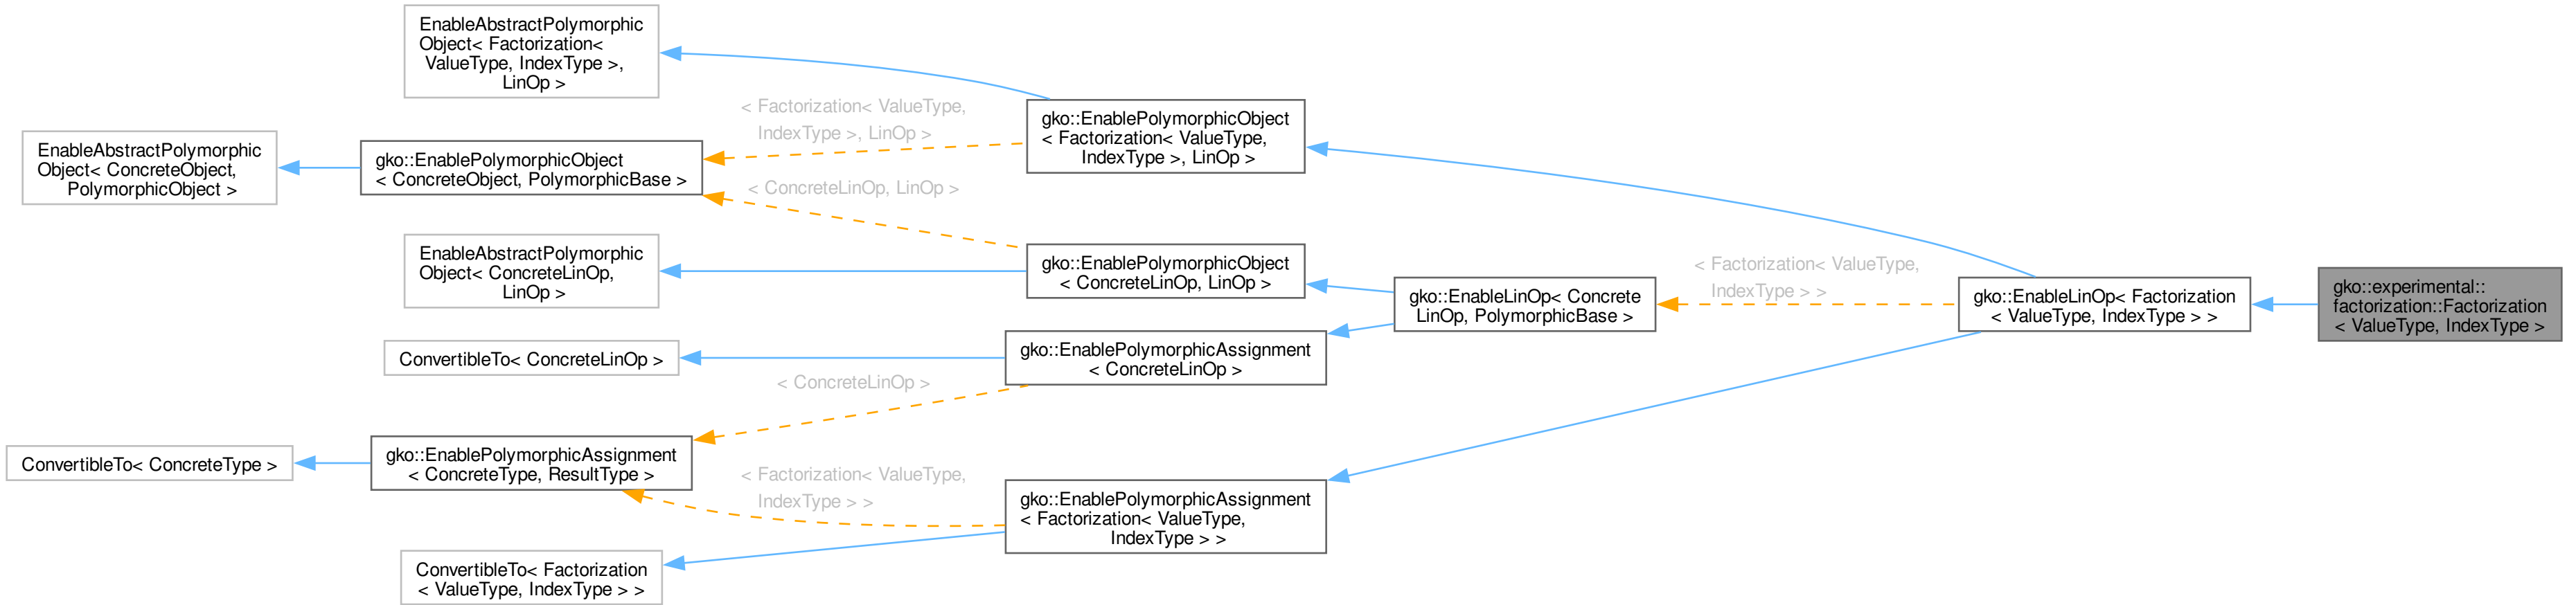 EnableAbstractPolymorphic
Object< Factorization<
ValueType, IndexType >,
LinOp >
< Factorization< ValueType,
IndexType >, LinOp >
gko::EnablePolymorphicObject
< Factorization< ValueType,
IndexType >, LinOp >
EnableAbstractPolymorphic
Object< ConcreteObject,
PolymorphicObject >
gko::EnablePolymorphicObject
< ConcreteObject, PolymorphicBase >
< ConcreteLinOp, LinOp >
EnableAbstractPolymorphic
Object< ConcreteLinOp,
LinOp >
gko::EnablePolymorphicObject
< ConcreteLinOp, LinOp >
gko::EnableLinOp< Concrete
LinOp, PolymorphicBase >
< Factorization< ValueType,
IndexType > >
gko::EnableLinOp< Factorization
< ValueType, IndexType > >
gko::experimental::
factorization::Factorization
< ValueType, IndexType >
ConvertibleTo< ConcreteLinOp >
gko::EnablePolymorphicAssignment
< ConcreteLinOp >
< ConcreteLinOp >
ConvertibleTo< ConcreteType >
gko::EnablePolymorphicAssignment
< ConcreteType, ResultType >
< Factorization< ValueType,
IndexType > >
gko::EnablePolymorphicAssignment
< Factorization< ValueType,
IndexType > >
ConvertibleTo< Factorization
< ValueType, IndexType > >